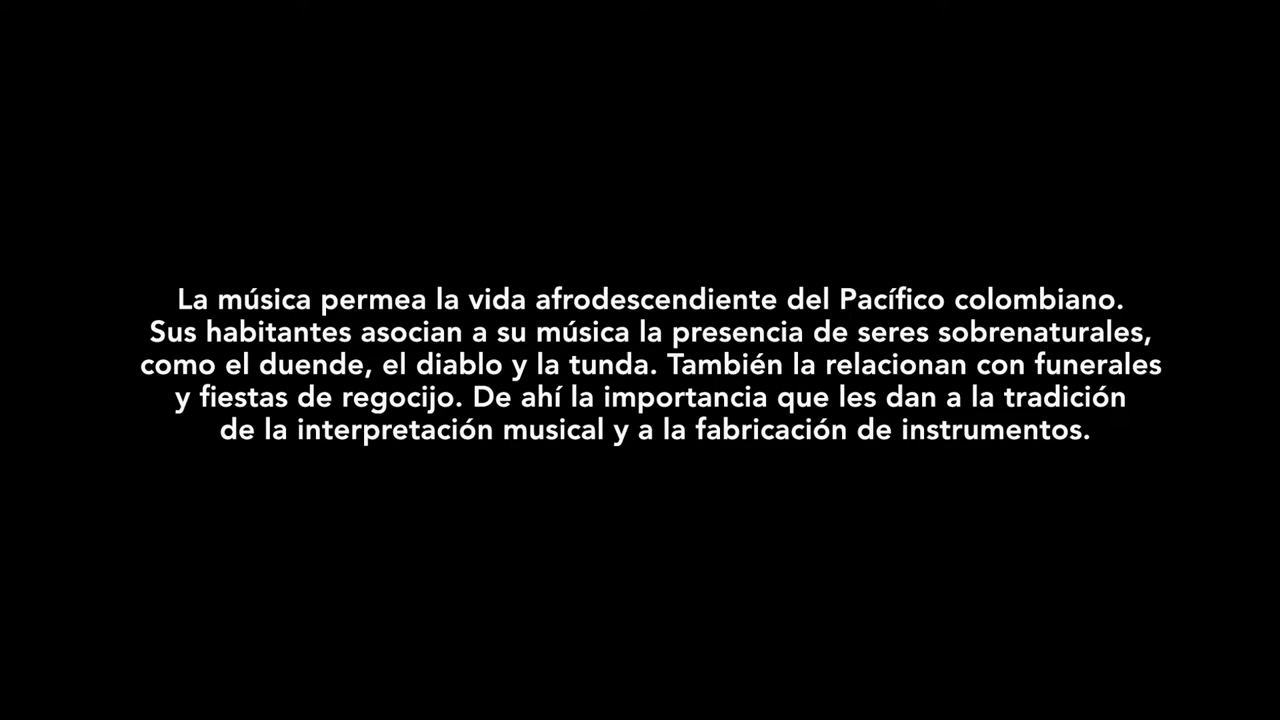 La música permea la vida afrodescendiente del Pacífico colombiano.
Sus habitantes asocian a su música la presencia de seres sobrenaturales,
como el duende, el diablo y la tunda. También la relacionan con funerales
y fiestas de regocijo. De ahí la importancia que les dan a la tradición
de la interpretación musical y a la fabricación de instrumentos.